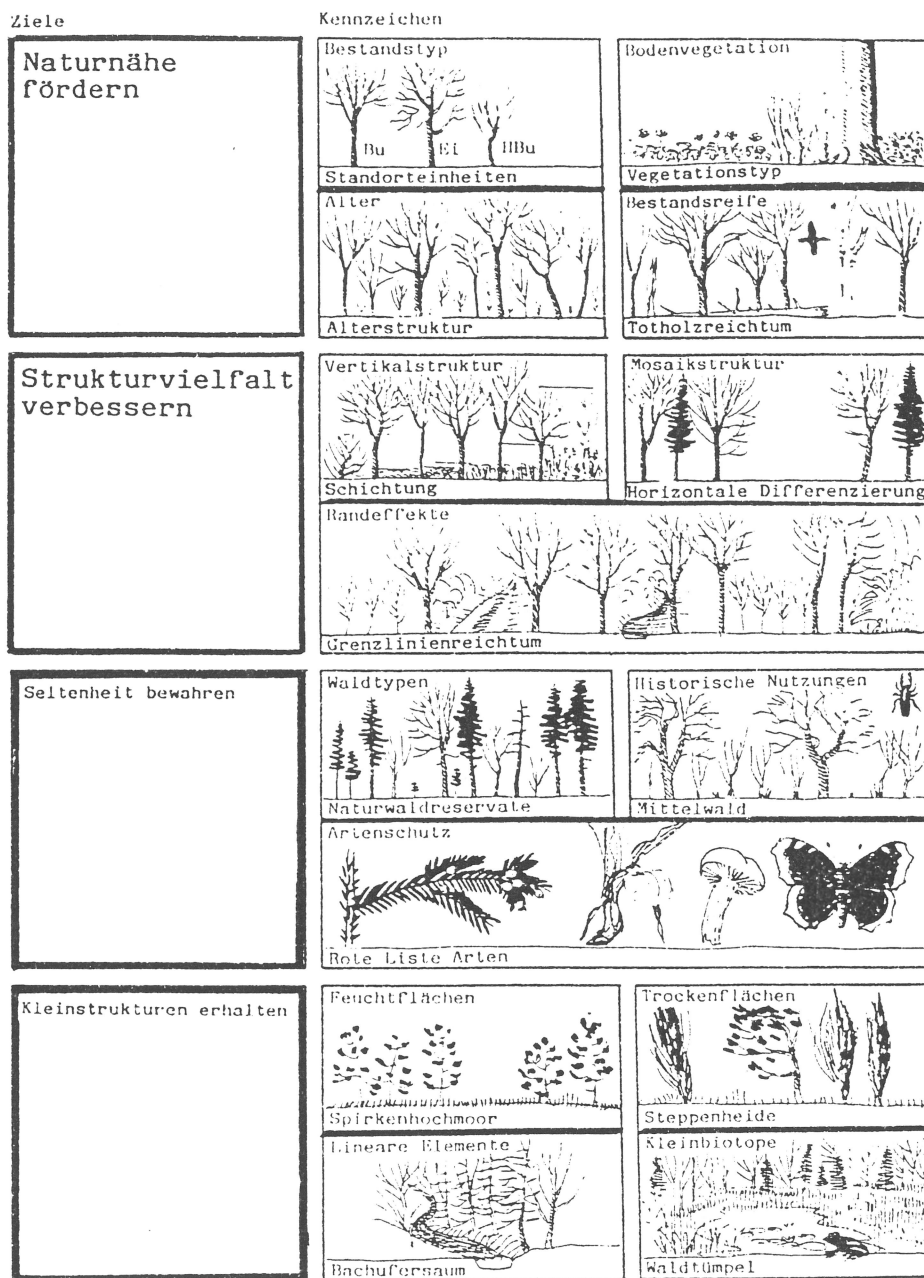 Ziele
Kennzeichen
Naturnähe
fördern
Bestandstyp
Bu
Ei
HBu
Standorteinheiten
Bodenvegetation
Vegetationstyp
Alter
Altersstruktur
Bestandsreife
Totholzreichtum
Strukturvielfalt
verbessern
Vertikalstruktur
Schichtung
Mosaikstruktur
Horizontale Differenzierung
Randeffekte
Grenzlinienreichtum
Seltenheit bewahren
Waldtypen
Naturwaldreservate
Historische Nutzungen
Mittelwald
Artenschutz
Rote Liste Arten
Kleinstrukturen erhalten
Feuchtflächen
Spirkenhochmoor
Trockenflächen
Steppenheide
Lineare Elemente
Bachufersaum
Kleinbiotope
Waldtümpel